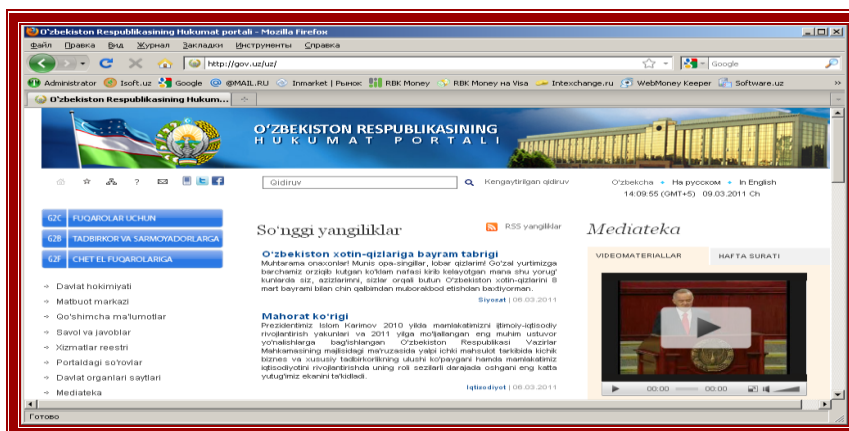 O'zbekiston Respublikasining Hukumat portali - Mozilla Firefox
Файл Правка Вид Журнал Закладки Инструменты Справка
http://gov.uz/uz/
Google
Administrator Isoft.uz Google @MAIL.RU Inmarket | Рынок RBK Money RBK Money на Visa Intexchange.ru WebMoney Keeper Software.uz »
O'zbekiston Respublikasining Hukum...
O'ZBEKISTON RESPUBLIKASINING
HUKUMAT PORTALI
Qidiruv
Kengaytirilgan qidiruv
O'zbekcha • На русском • In English
14:09:55 (GMT+5) 09.03.2011 Ch
G2C FUQAROLAR UCHUN
G2B TADBIRKOR VA SARMOYADORLARGA
G2F CHET EL FUQAROLARIGA
Davlat hokimiyati
Matbuot markazi
Qo'shimcha ma'lumotlar
Savol va javoblar
Xizmatlar reestri
Portaldagi so'rovlar
Davlat organlari saytlari
Mediateka
So'nggi yangiliklar
RSS yangiliklar
O'zbekiston xotin-qizlariga bayram tabrigi
Muhtarama onaxonlar! Munis opa-singillar, lobar qizlarim! Go'zal yurtimizga
barchamiz orziqib kutgan ko'klam nafasi kirib kelayotgan mana shu yorug'
kunlarda siz, azizlarimni, sizlar orqali butun O'zbekiston xotin-qizlarini 8
mart bayrami bilan chin qalbimdan muborakbod etishdan baxtiyorman.
Siyosat | 08.03.2011
Mahorat ko'rigi
Prezidentimiz Islom Karimov 2010 yilda mamlakatimizni ijtimoiy-iqtisodiy
rivojlantirish yakunlari va 2011 yilga mo'ljallangan eng muhim ustuvor
yo'nalishlarga bag'ishlangan O'zbekiston Respublikasi Vazirlar
Mahkamasining majlisidagi ma'ruzasida yalpi ichki mahsulot tarkibida kichik
biznes va xususiy tadbirkorlikning ulushi ko'paygani hamda mamlakatimiz
iqtisodiyotini rivojlantirishda uning roli sezilarli darajada oshgani eng katta
yutug'imiz ekanini ta'kidladi.
Iqtisodiyot | 08.03.2011
Mediateka
VIDEOMATERIALLAR
HAFTA SURATI
00:00 00:00
Готово